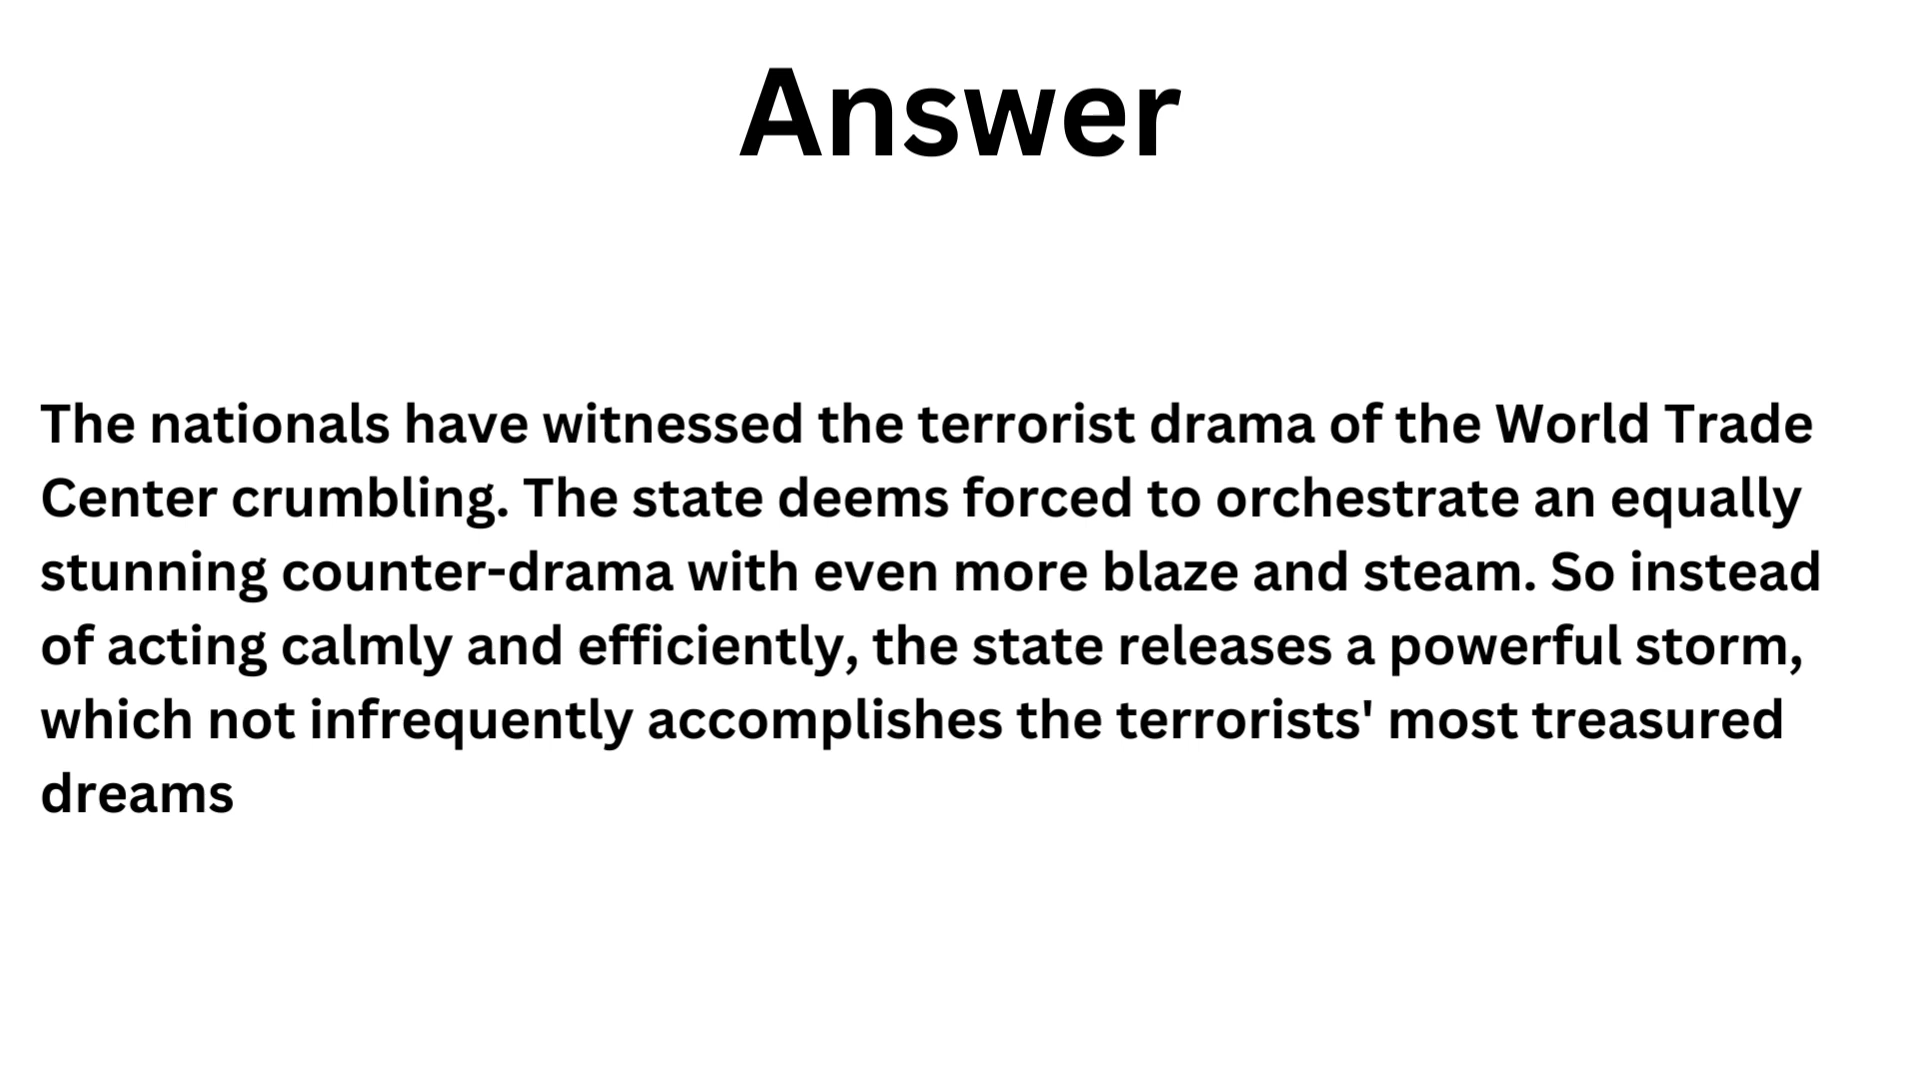 Answer
The nationals have witnessed the terrorist drama of the World Trade
Center crumbling. The state deems forced to orchestrate an equally
stunning counter-drama with even more blaze and steam. So instead
of acting calmly and efficiently, the state releases a powerful storm,
which not infrequently accomplishes the terrorists' most treasured
dreams